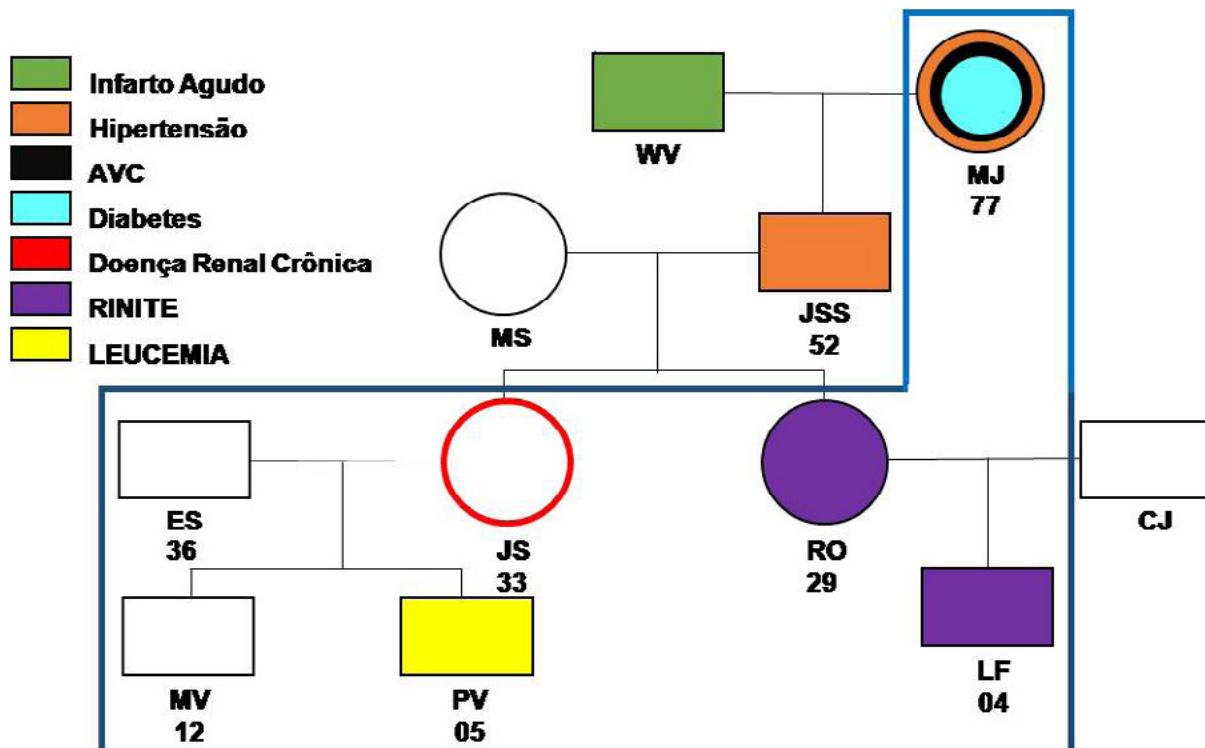 Infarto Agudo
Hipertensão
AVC
Diabetes
Doença Renal Crônica
RINITE
LEUCEMIA
WV
MJ
77
MS
JSS
52
ES
36
JS
33
RO
29
CJ
MV
12
PV
05
LF
04